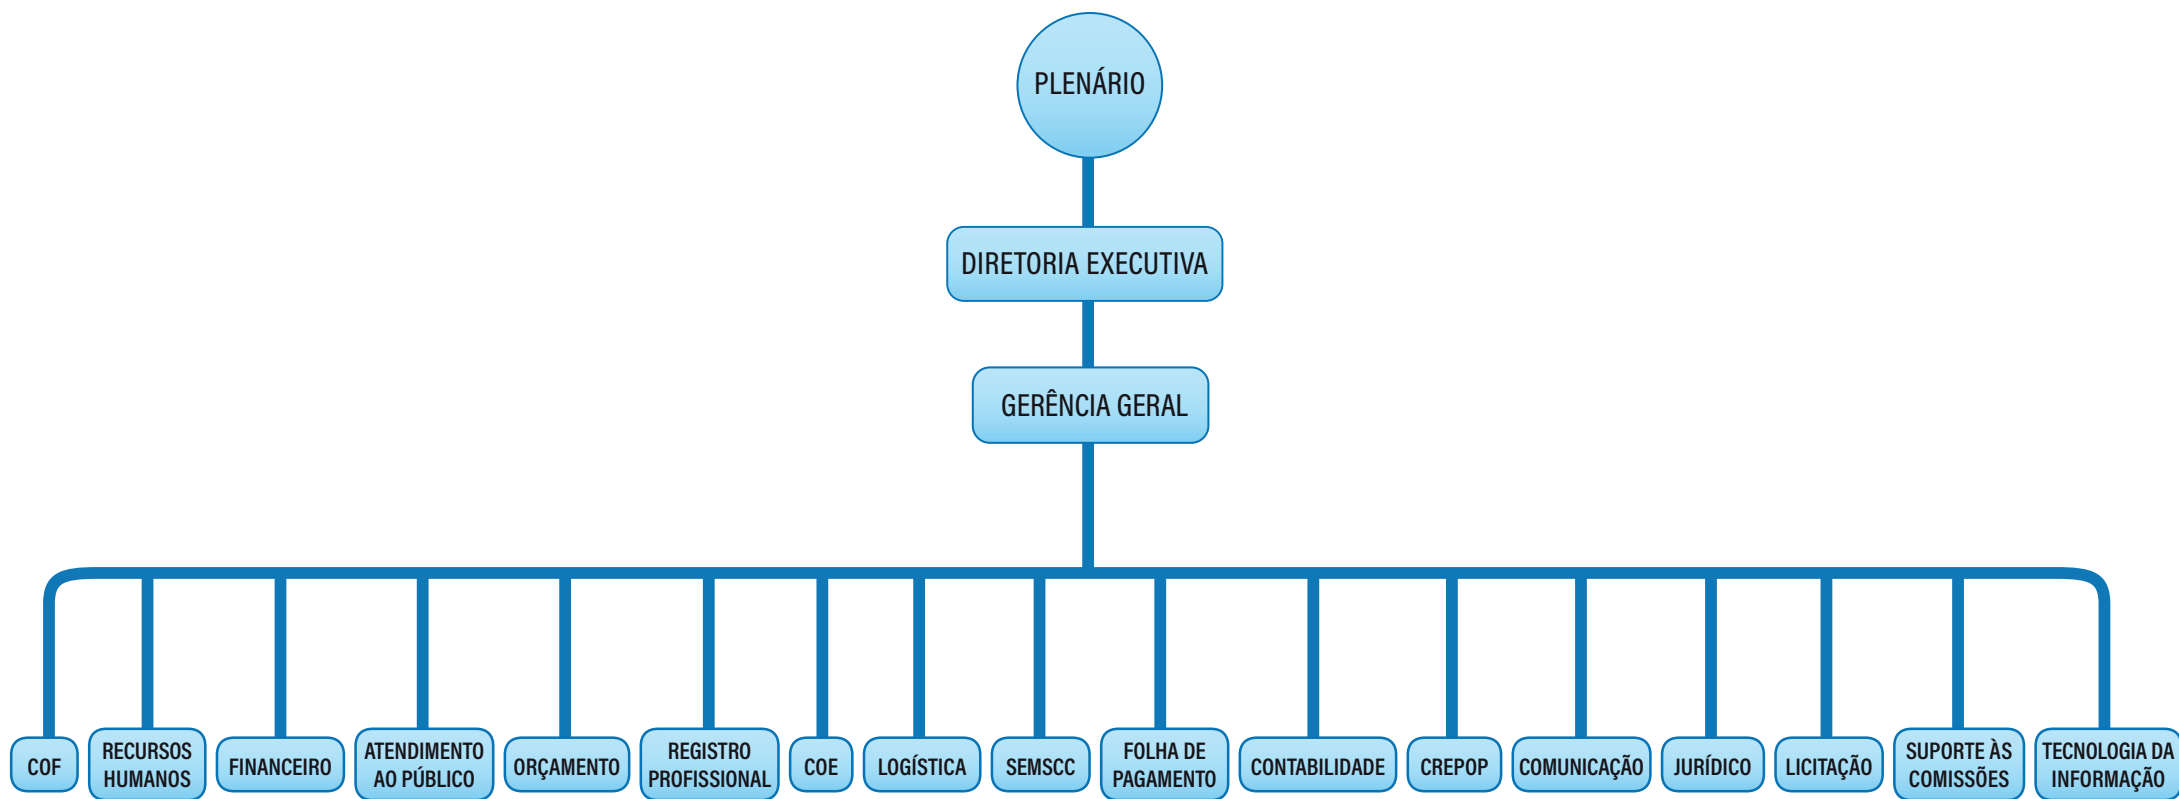 PLENÁRIO
DIRETORIA EXECUTIVA
GERÊNCIA GERAL
COF
RECURSOS
HUMANOS
FINANCEIRO
ATENDIMENTO
AO PÚBLICO
ORÇAMENTO
REGISTRO
PROFISSIONAL
COE
LOGÍSTICA
SEMSCC
FOLHA DE
PAGAMENTO
CONTABILIDADE
CREPOP
COMUNICAÇÃO
JURÍDICO
LICITAÇÃO
SUPORTE ÀS
COMISSÕES
TECNOLOGIA DA
INFORMAÇÃO